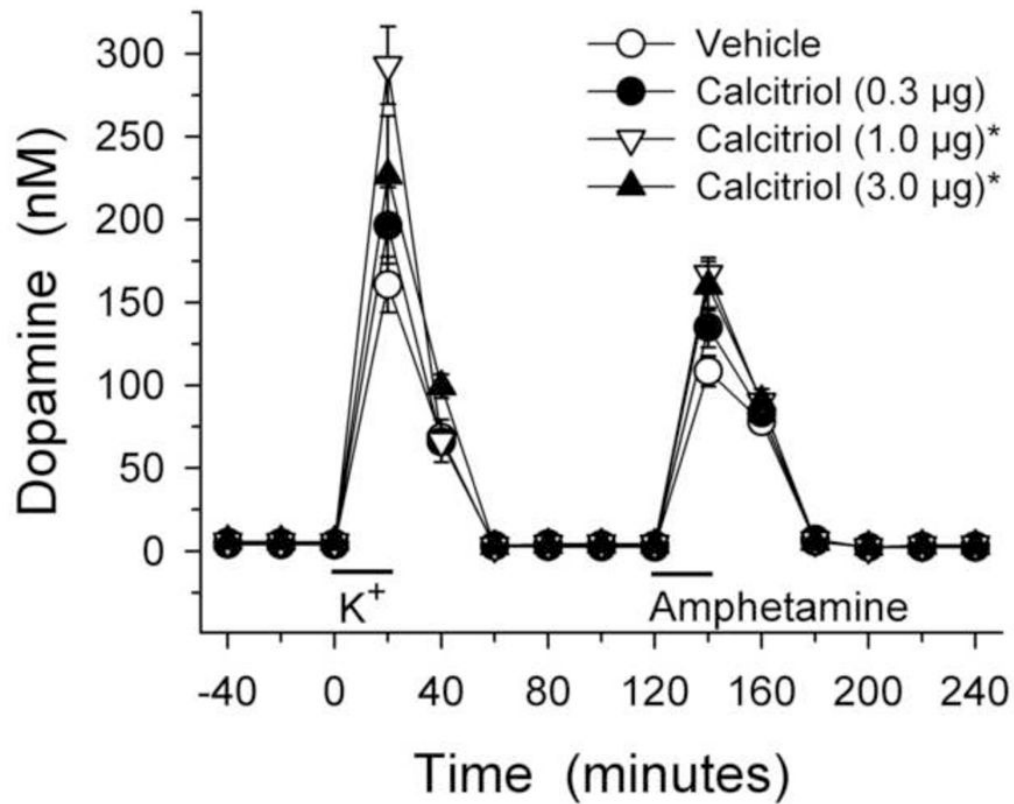 Vehicle
Calcitriol (0.3 µg)
Calcitriol (1.0 µg)*
Calcitriol (3.0 µg)*
Dopamine (nM)
300
250
200
150
100
50
0
K+
Amphetamine
-40 0 40 80 120 160 200 240
Time (minutes)